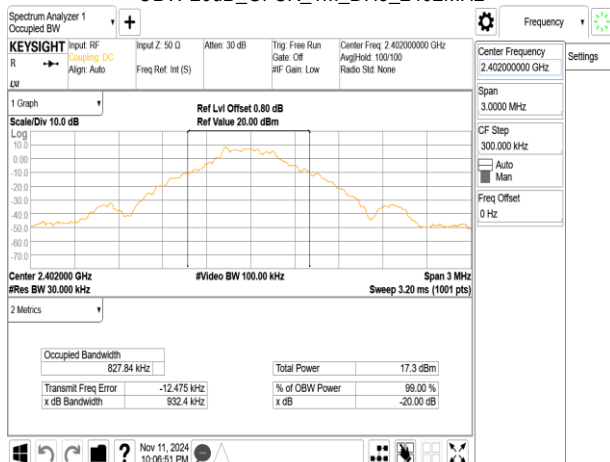 Spectrum Analyzer 1
Occupied BW
+
Frequency
KEYSIGHT
R
LXI
Input: RF
Coupling: DC
Align: Auto
Input Z: 50 Ω
Freq Ref: Int (S)
Atten: 30 dB
Trig: Free Run
Gate: Off
#IF Gain: Low
Center Freq: 2.402000000 GHz
Avg|Hold: 100/100
Radio Std: None
Center Frequency
2.402000000 GHz
Settings
Span
3.0000 MHz
CF Step
300.000 kHz
Auto
Man
Freq Offset
0 Hz
1 Graph
Scale/Div 10.0 dB
Ref Lvl Offset 0.80 dB
Ref Value 20.00 dBm
Log
10.0
0.00
-10.0
-20.0
-30.0
-40.0
-50.0
-60.0
-70.0
Center 2.402000 GHz
#Video BW 100.00 kHz
Span 3 MHz
#Res BW 30.000 kHz
Sweep 3.20 ms (1001 pts)
2 Metrics
Occupied Bandwidth
827.84 kHz
Total Power 17.3 dBm
Transmit Freq Error -12.475 kHz
% of OBW Power 99.00 %
x dB Bandwidth 932.4 kHz
x dB -20.00 dB
?
Nov 11, 2024
10:06:51 PM